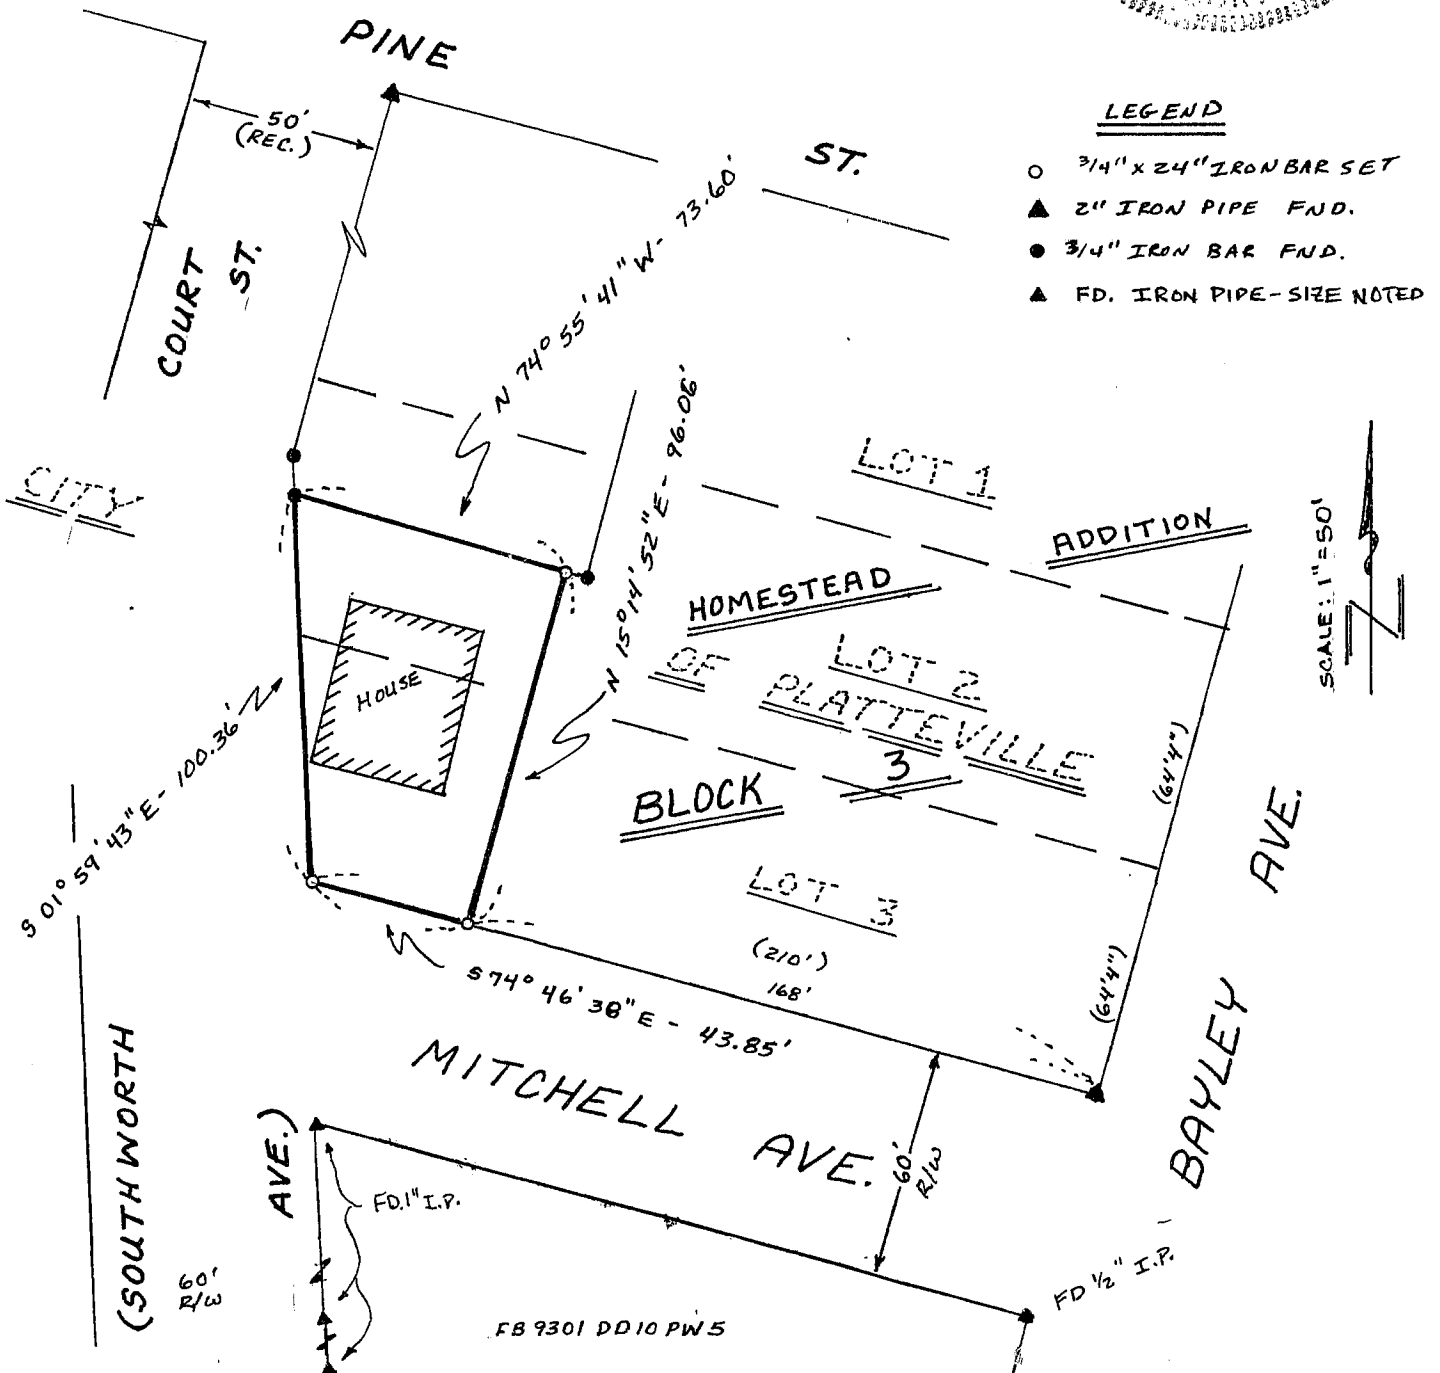 PINE
ST.
50'
(REC.)
COURT
ST.
N 74° 55' 41" W - 73.60'
LEGEND
3/4" x 24" IRON BAR SET
2" IRON PIPE FND.
3/4" IRON BAR FND.
FD. IRON PIPE - SIZE NOTED
CITY
N 15° 14' 52" E - 96.06'
LOT 1
ADDITION
HOMESTEAD
OF
LOT 2
PLATTEVILLE
SCALE: 1" = 50'
HOUSE
S 01° 59' 43" E - 100.36'
BLOCK
3
(64'4")
AVE.
LOT 3
(210')
168'
(64'4")
S 74° 46' 38" E - 43.85'
MITCHELL
AVE.
60'
R/W
BAYLEY
(SOUTHWORTH
AVE.)
FD. 1" I.P.
60'
R/W
FD 1/2" I.P.
FB 9301 DD10 PW5